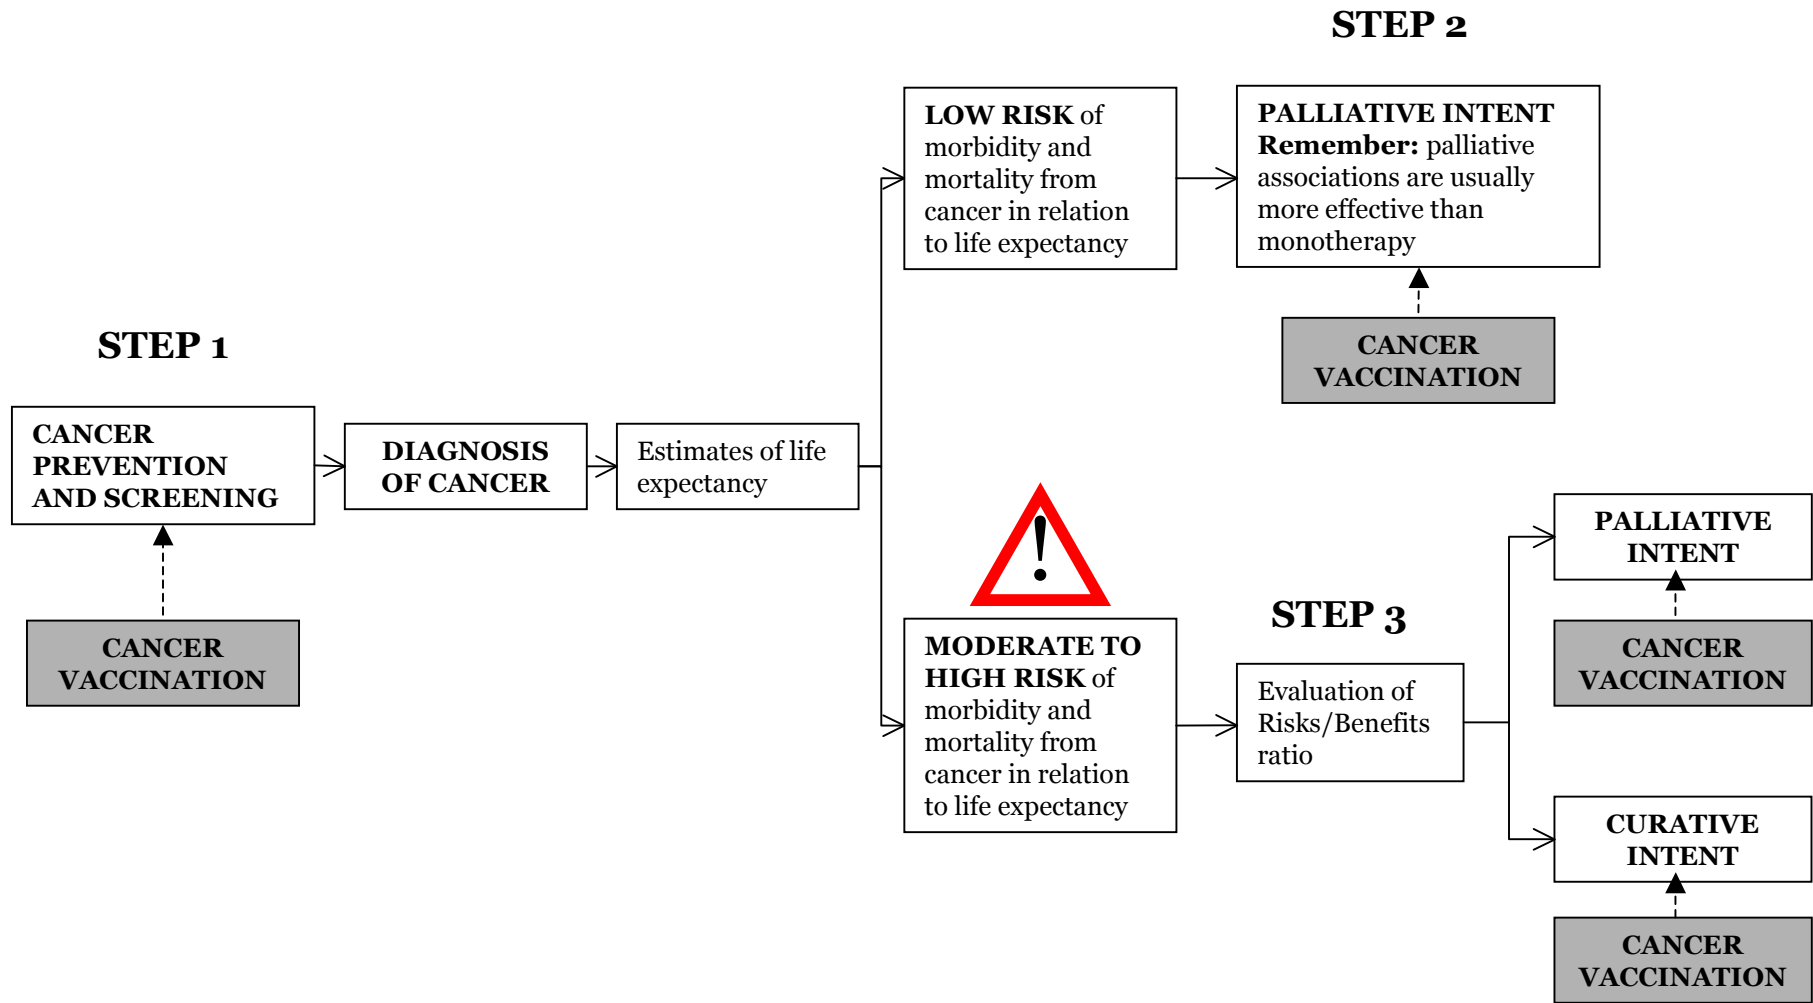 STEP 1
CANCER
PREVENTION
AND SCREENING
CANCER
VACCINATION
DIAGNOSIS
OF CANCER
Estimates of life
expectancy
STEP 2
LOW RISK of
morbidity and
mortality from
cancer in relation
to life expectancy
PALLIATIVE INTENT
Remember: palliative
associations are usually
more effective than
monotherapy
CANCER
VACCINATION
!
MODERATE TO
HIGH RISK of
morbidity and
mortality from
cancer in relation
to life expectancy
STEP 3
Evaluation of
Risks/Benefits
ratio
PALLIATIVE
INTENT
CANCER
VACCINATION
CURATIVE
INTENT
CANCER
VACCINATION